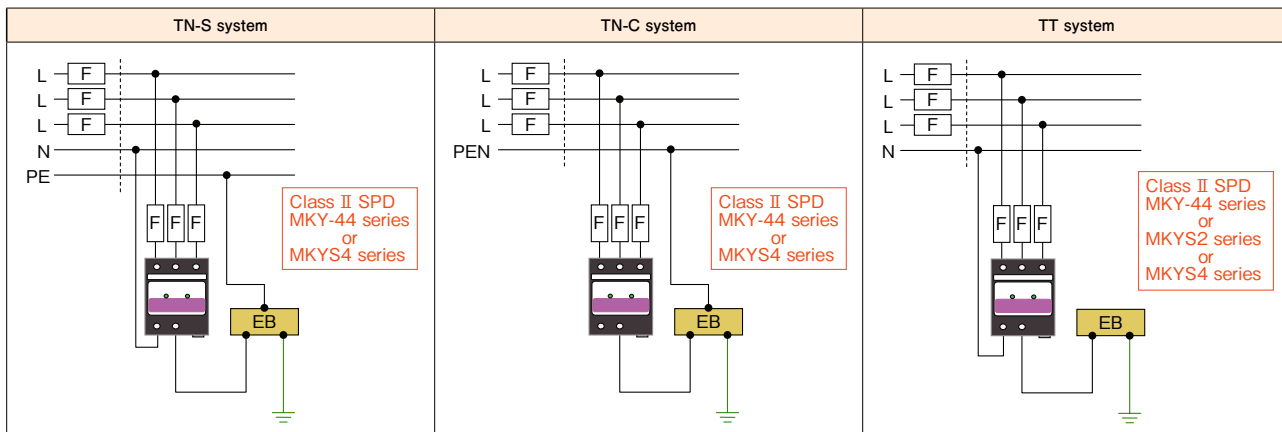 TN-S system
L F
L F
L F
N
PE
F F F
Class Ⅱ SPD
MKY-44 series
or
MKYS4 series
EB
TN-C system
L F
L F
L F
PEN
F F F
Class Ⅱ SPD
MKY-44 series
or
MKYS4 series
EB
TT system
L F
L F
L F
N
F F F
Class Ⅱ SPD
MKY-44 series
or
MKYS2 series
or
MKYS4 series
EB